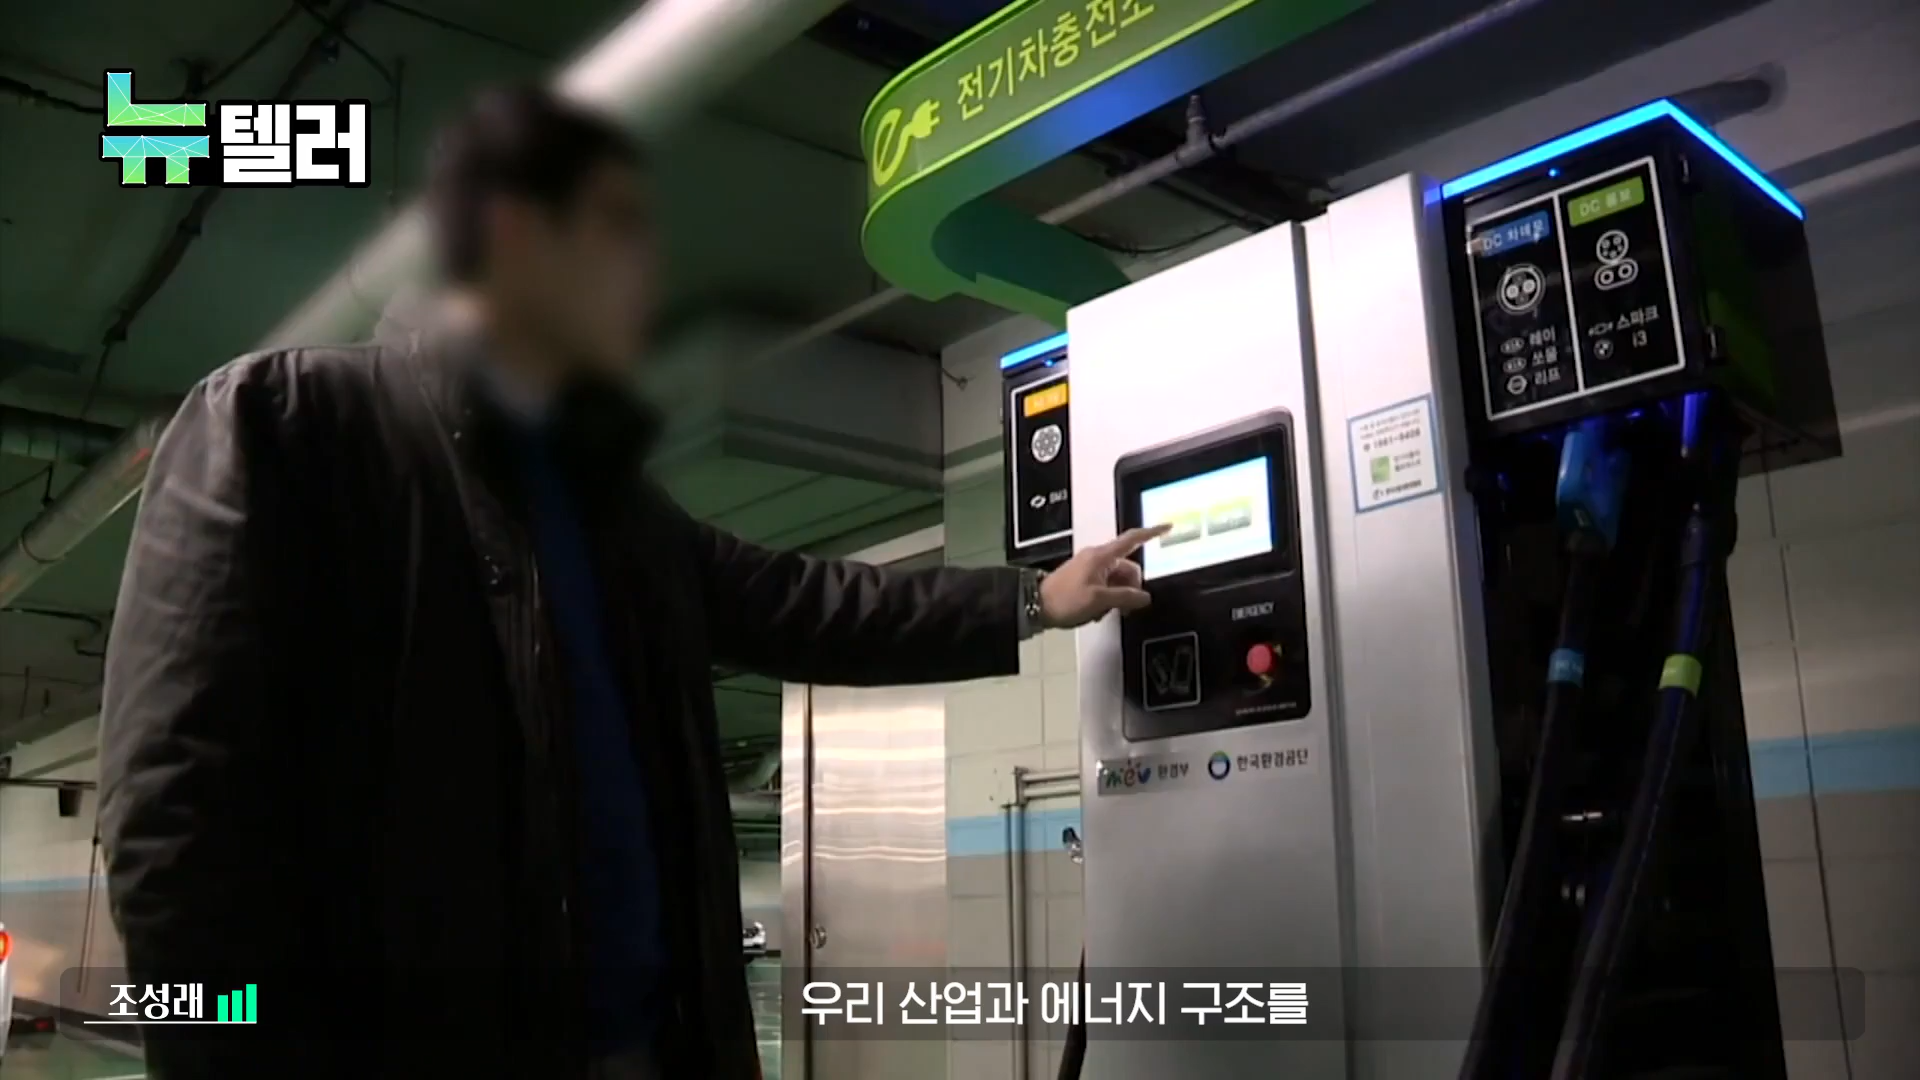 뉴텔러
전기차충전소
DC 차데모
DC 콤보
레이
쏘울
리프
스파크
i3
SM3
EMERGENCY
me 환경부
한국환경공단
조성래
우리 산업과 에너지 구조를